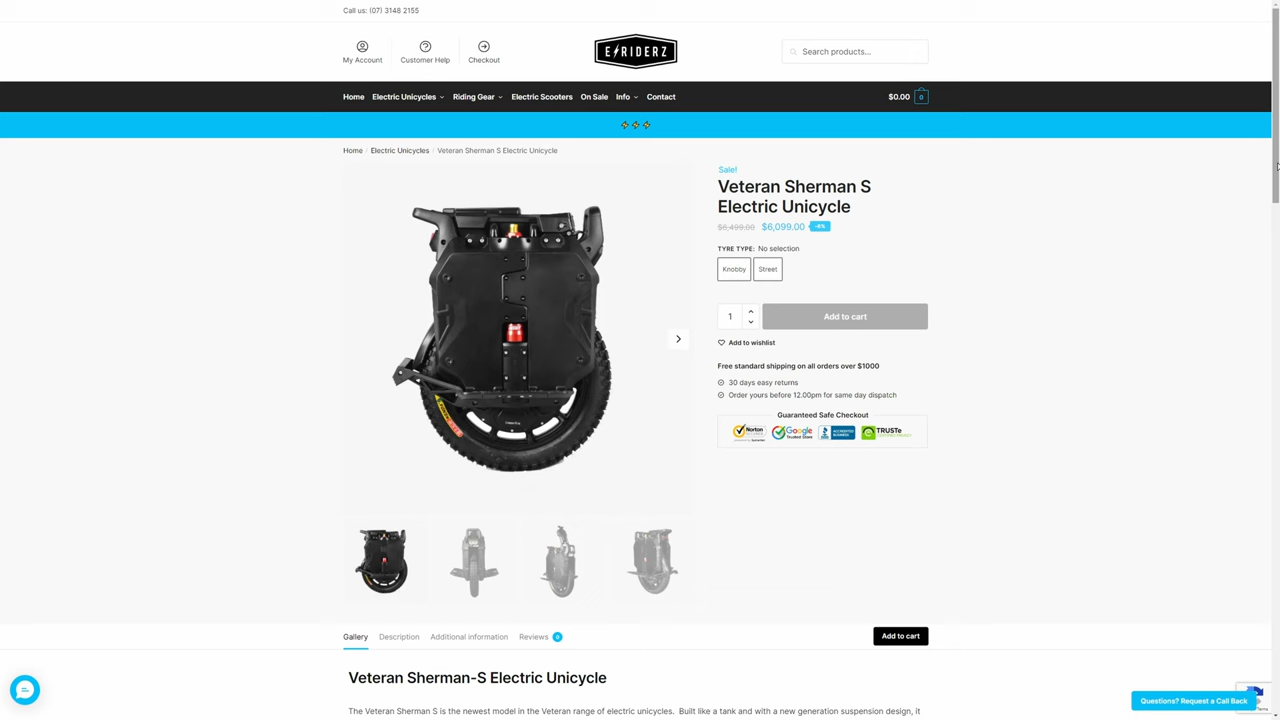 Call us: (07) 3148 2155
My Account
Customer Help
Checkout
E RIDERZ
Search products...
Home
Electric Unicycles
Riding Gear
Electric Scooters
On Sale
Info
Contact
$0.00
0
Home / Electric Unicycles / Veteran Sherman S Electric Unicycle
Sale!
Veteran Sherman S
Electric Unicycle
$6,499.00 $6,099.00 -6%
TYRE TYPE: No selection
Knobby
Street
1
Add to cart
Add to wishlist
Free standard shipping on all orders over $1000
30 days easy returns
Order yours before 12.00pm for same day dispatch
Guaranteed Safe Checkout
Norton
Google
Trusted Store
ACCREDITED
BUSINESS
TRUSTe
Gallery
Description
Additional information
Reviews 0
Add to cart
Veteran Sherman-S Electric Unicycle
The Veteran Sherman S is the newest model in the Veteran range of electric unicycles. Built like a tank and with a new generation suspension design, it
Questions? Request a Call Back